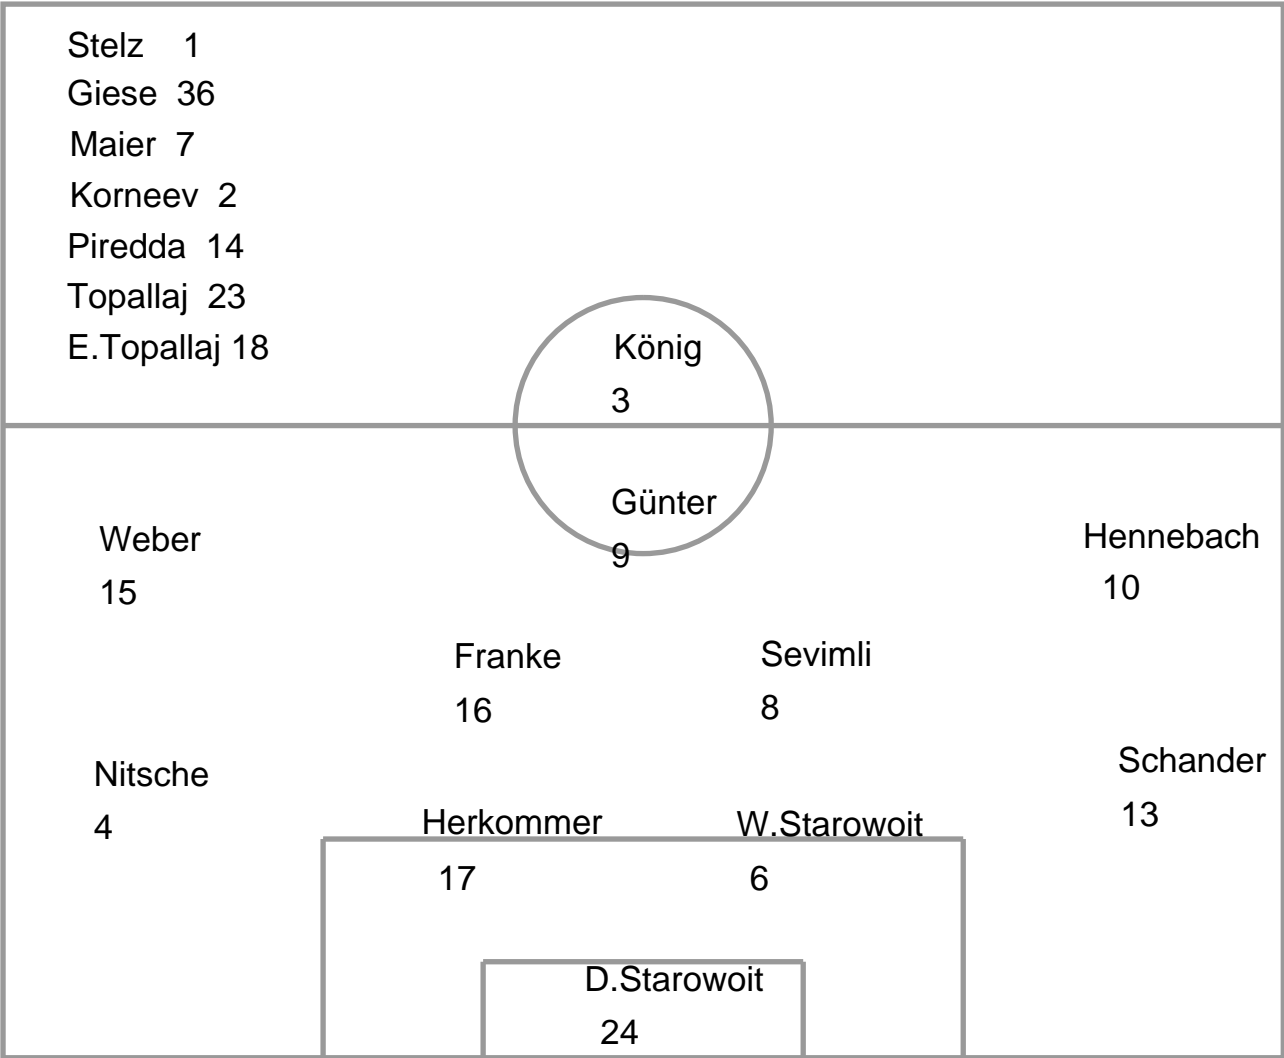 Stelz 1
Giese 36
Maier 7
Korneev 2
Piredda 14
Topallaj 23
E.Topallaj 18
König
3
Günter
9
Weber
15
Hennebach
10
Franke
16
Sevimli
8
Nitsche
4
Schander
13
Herkommer
17
W.Starowoit
6
D.Starowoit
24